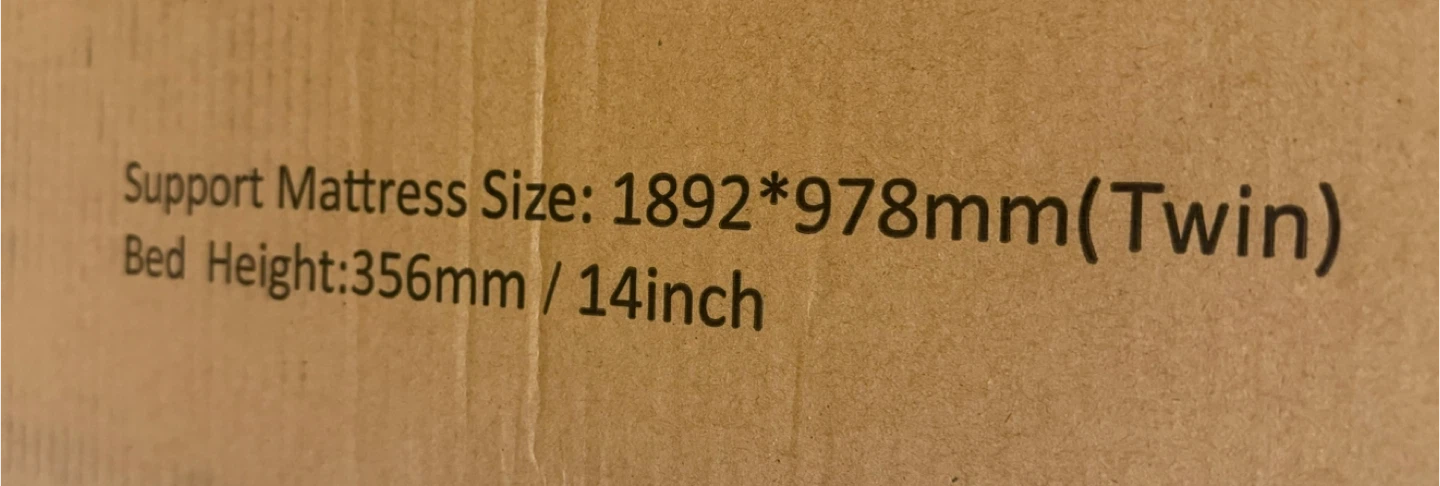 Support Mattress Size: 1892*978mm(Twin)
Bed Height:356mm / 14inch